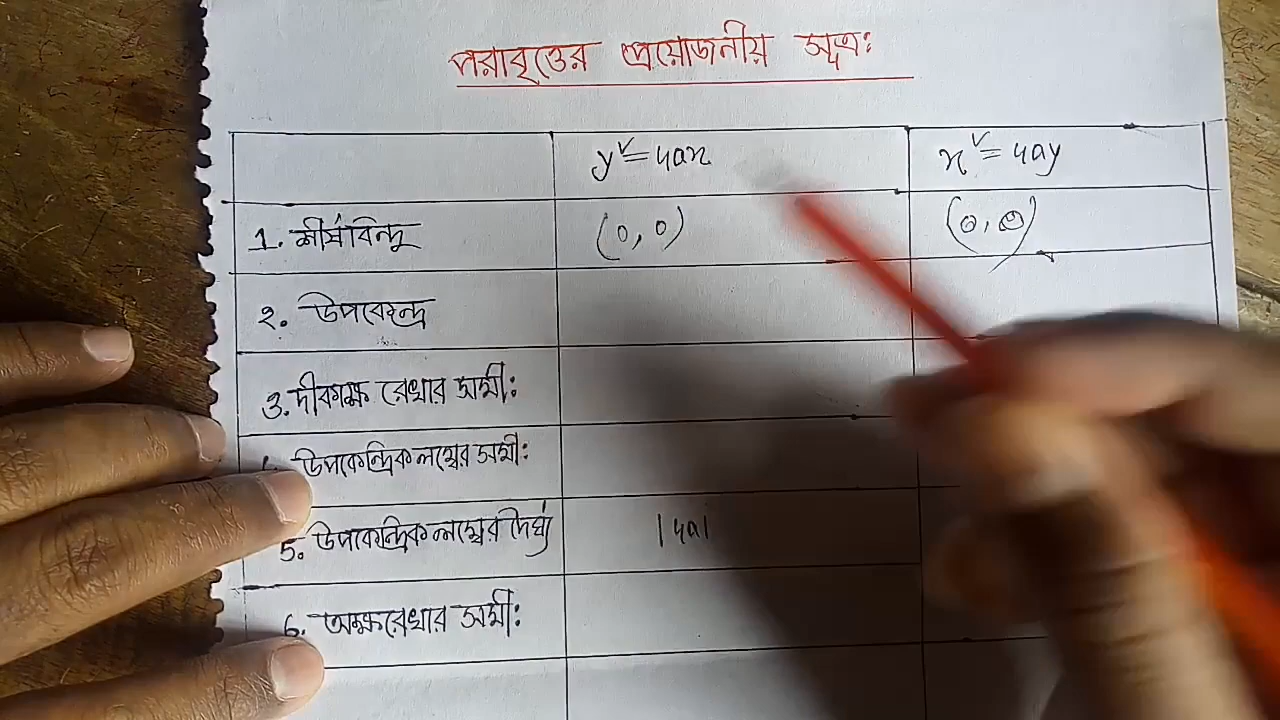 পরাবৃত্তের প্রয়োজনীয় সূত্রঃ
y²=4ax x²=4ay
1. শীর্ষবিন্দু (0, 0) (0, 0)
২. উপকেন্দ্র
৩. দীকাক্ষ রেখার সমী:
উপকেন্দ্রিক লম্বের সমী:
5. উপকেন্দ্রিক লম্বের দৈর্ঘ্য |4a|
6. অক্ষরেখার সমী: